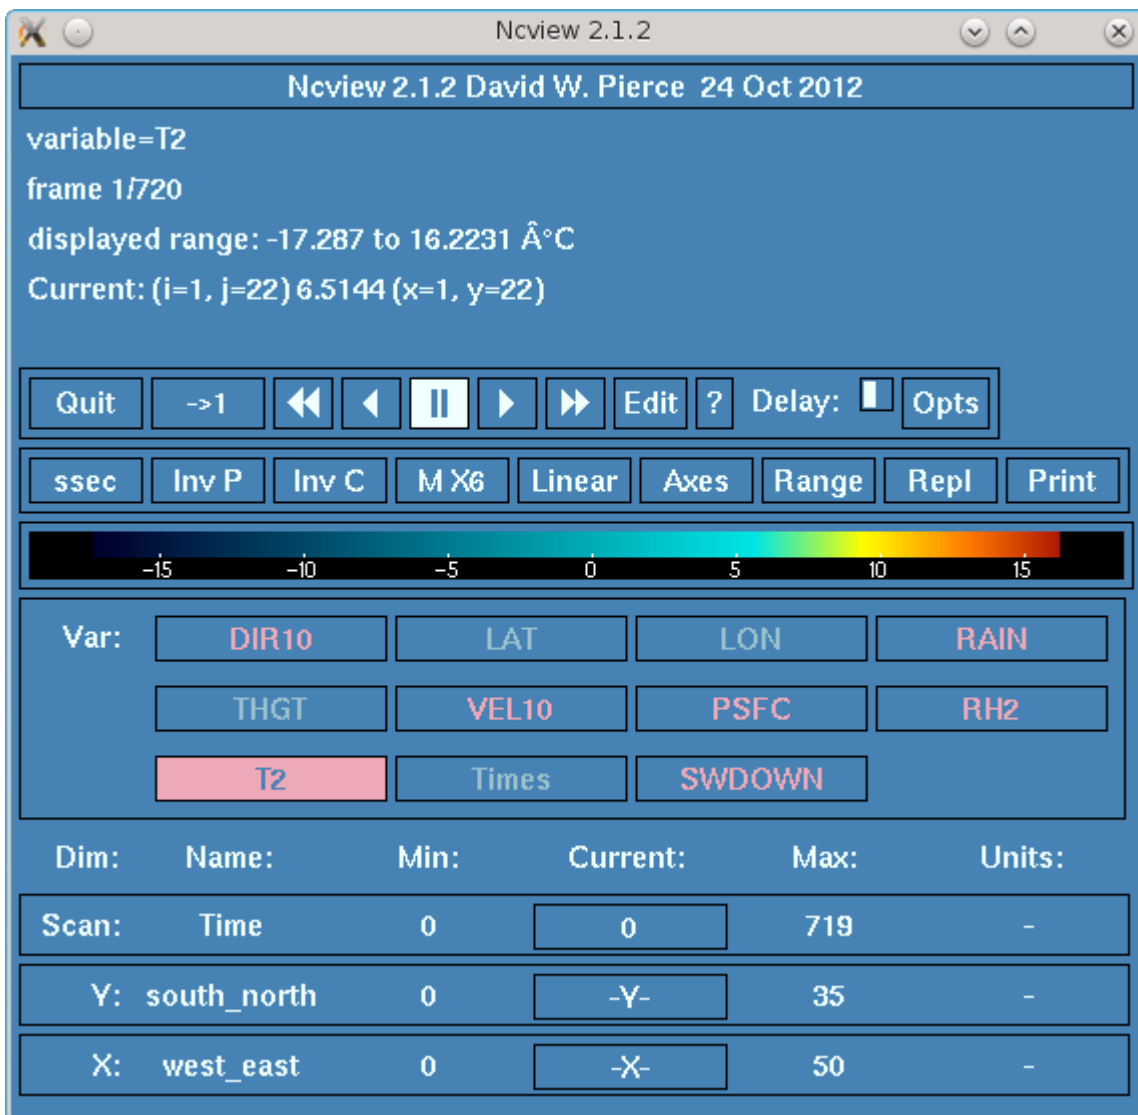 Ncview 2.1.2
Ncview 2.1.2 David W. Pierce 24 Oct 2012
variable=T2
frame 1/720
displayed range: -17.287 to 16.2231 Â°C
Current: (i=1, j=22) 6.5144 (x=1, y=22)
Quit ->1 Edit ? Delay: Opts
ssec Inv P Inv C M X6 Linear Axes Range Repl Print
-15 -10 -5 0 5 10 15
Var: DIR10 LAT LON RAIN
THGT VEL10 PSFC RH2
T2 Times SWDOWN
Dim: Name: Min: Current: Max: Units:
Scan: Time 0 0 719 -
Y: south_north 0 -Y- 35 -
X: west_east 0 -X- 50 -